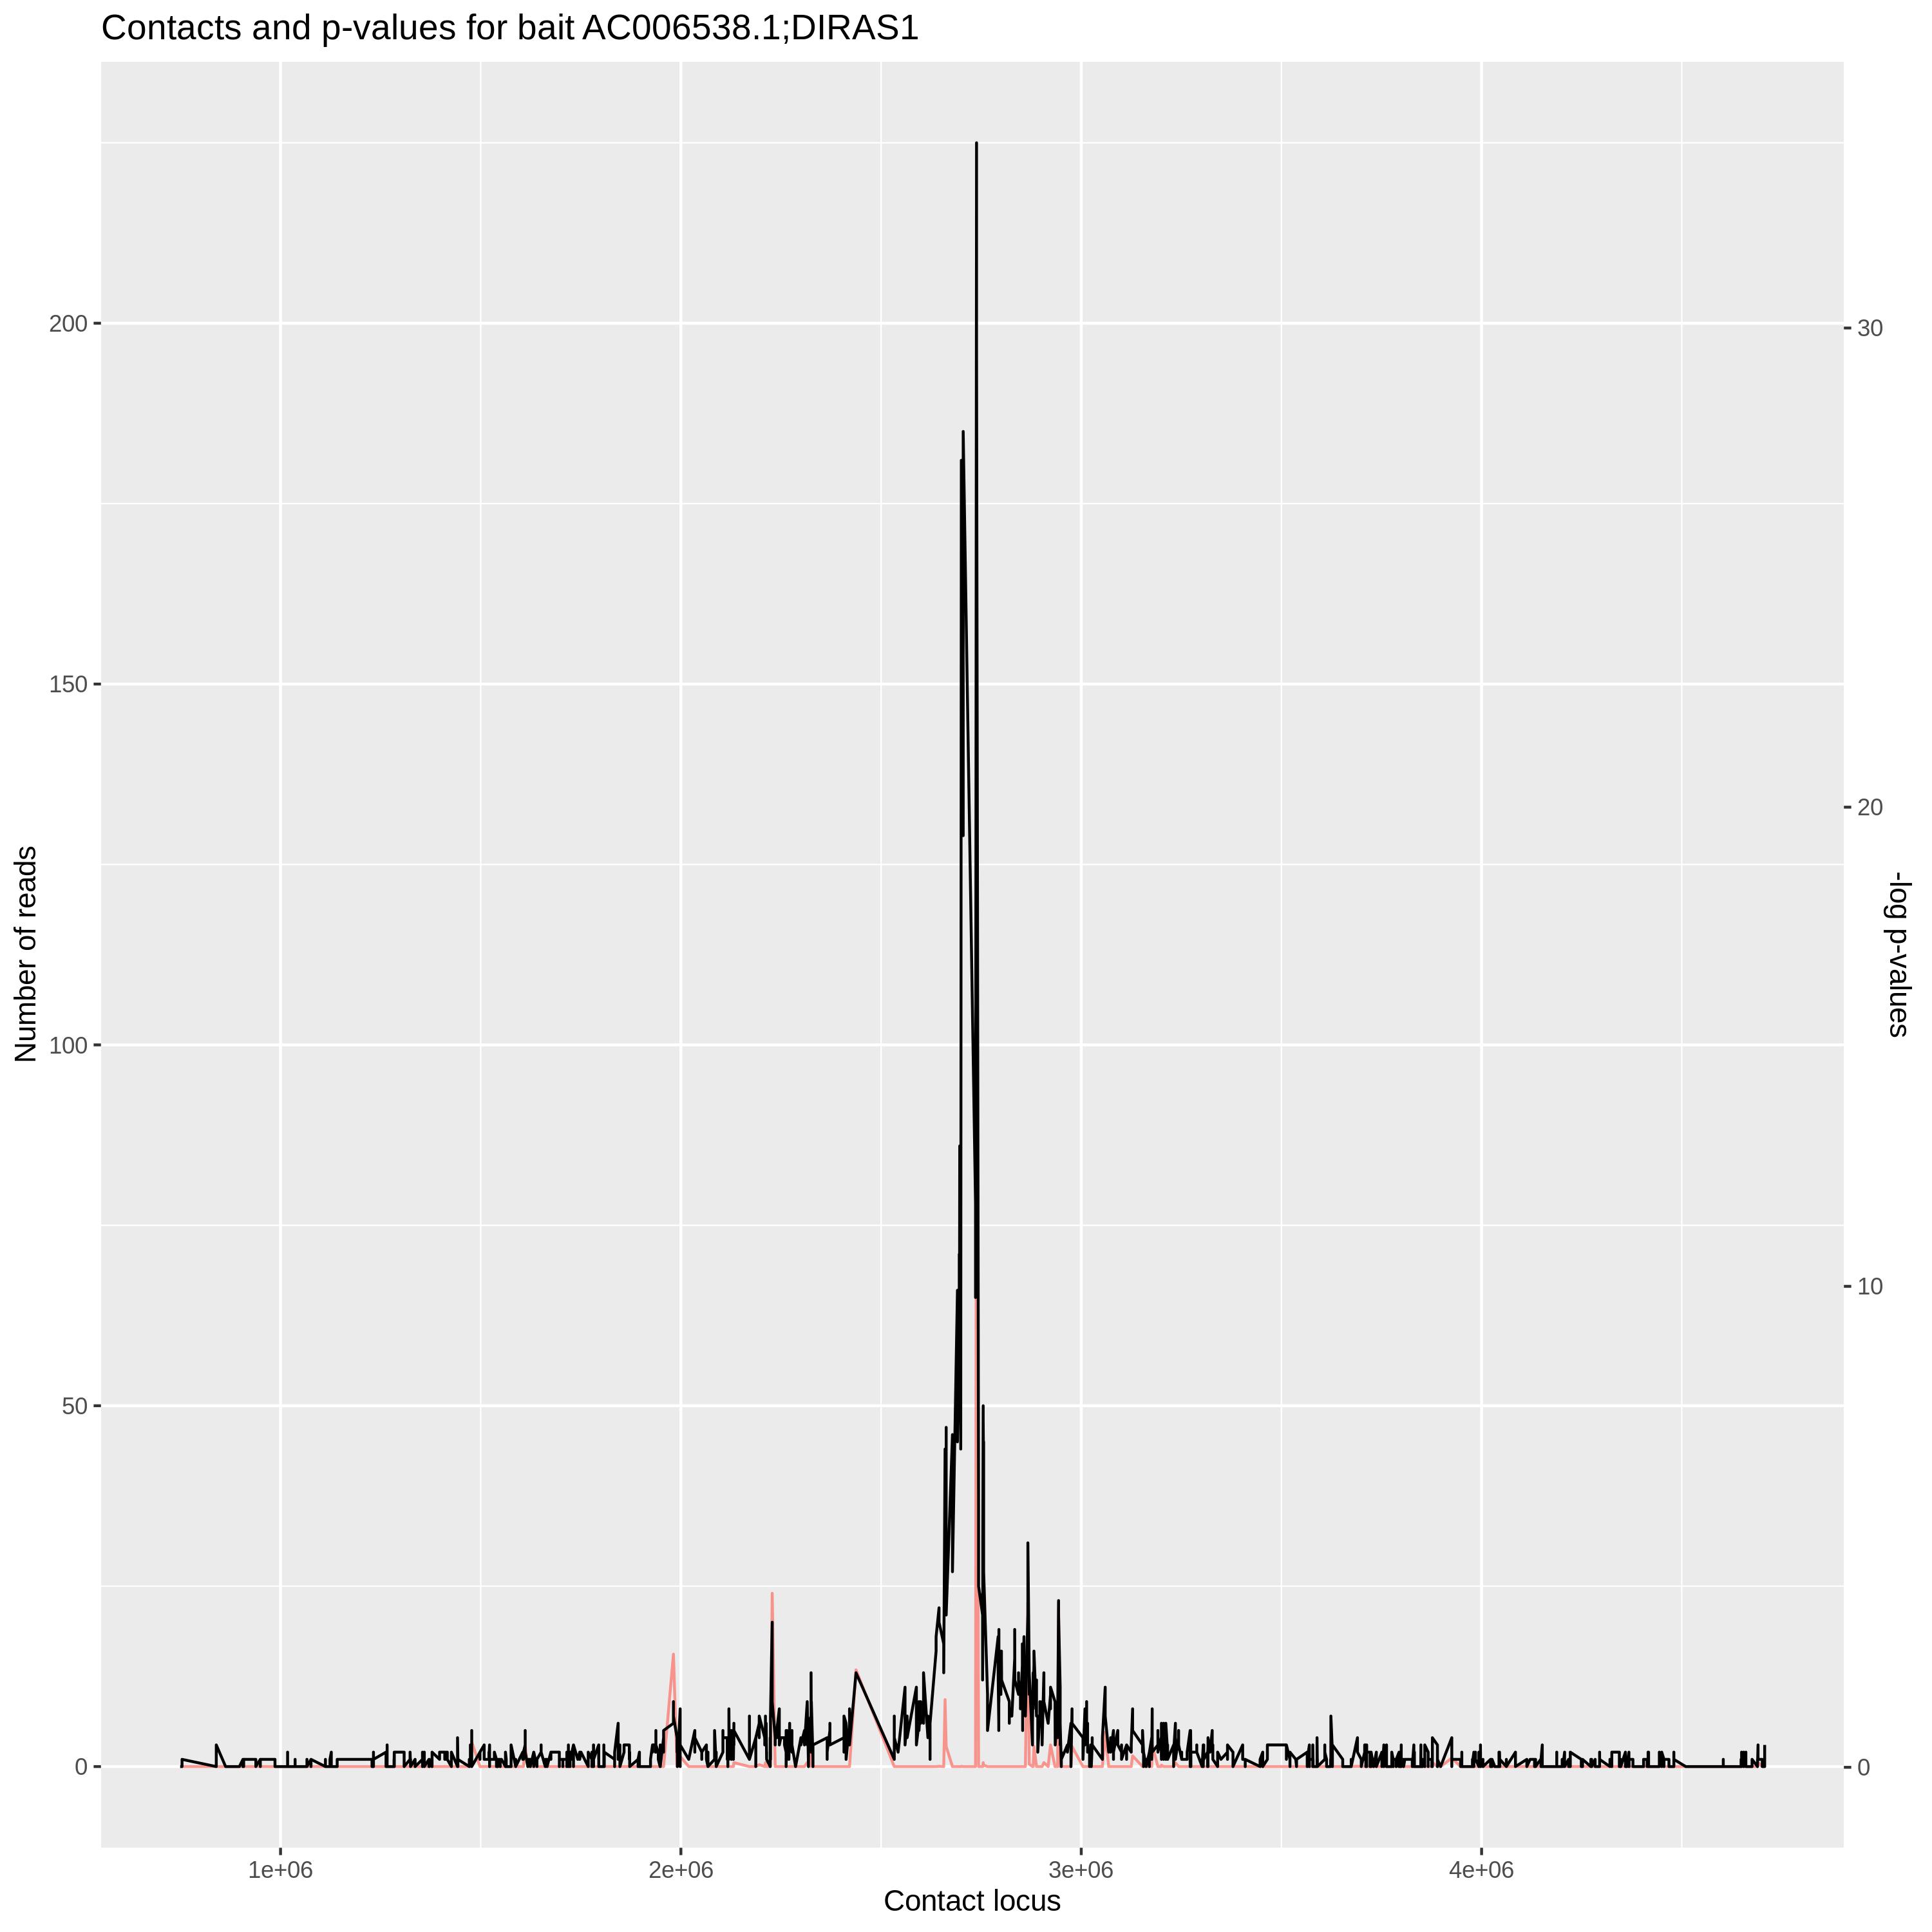 Contacts and p-values for bait AC006538.1;DIRAS1
Number of reads
200
150
100
50
0
30
20
10
0
-log p-values
1e+06
2e+06
3e+06
4e+06
Contact locus